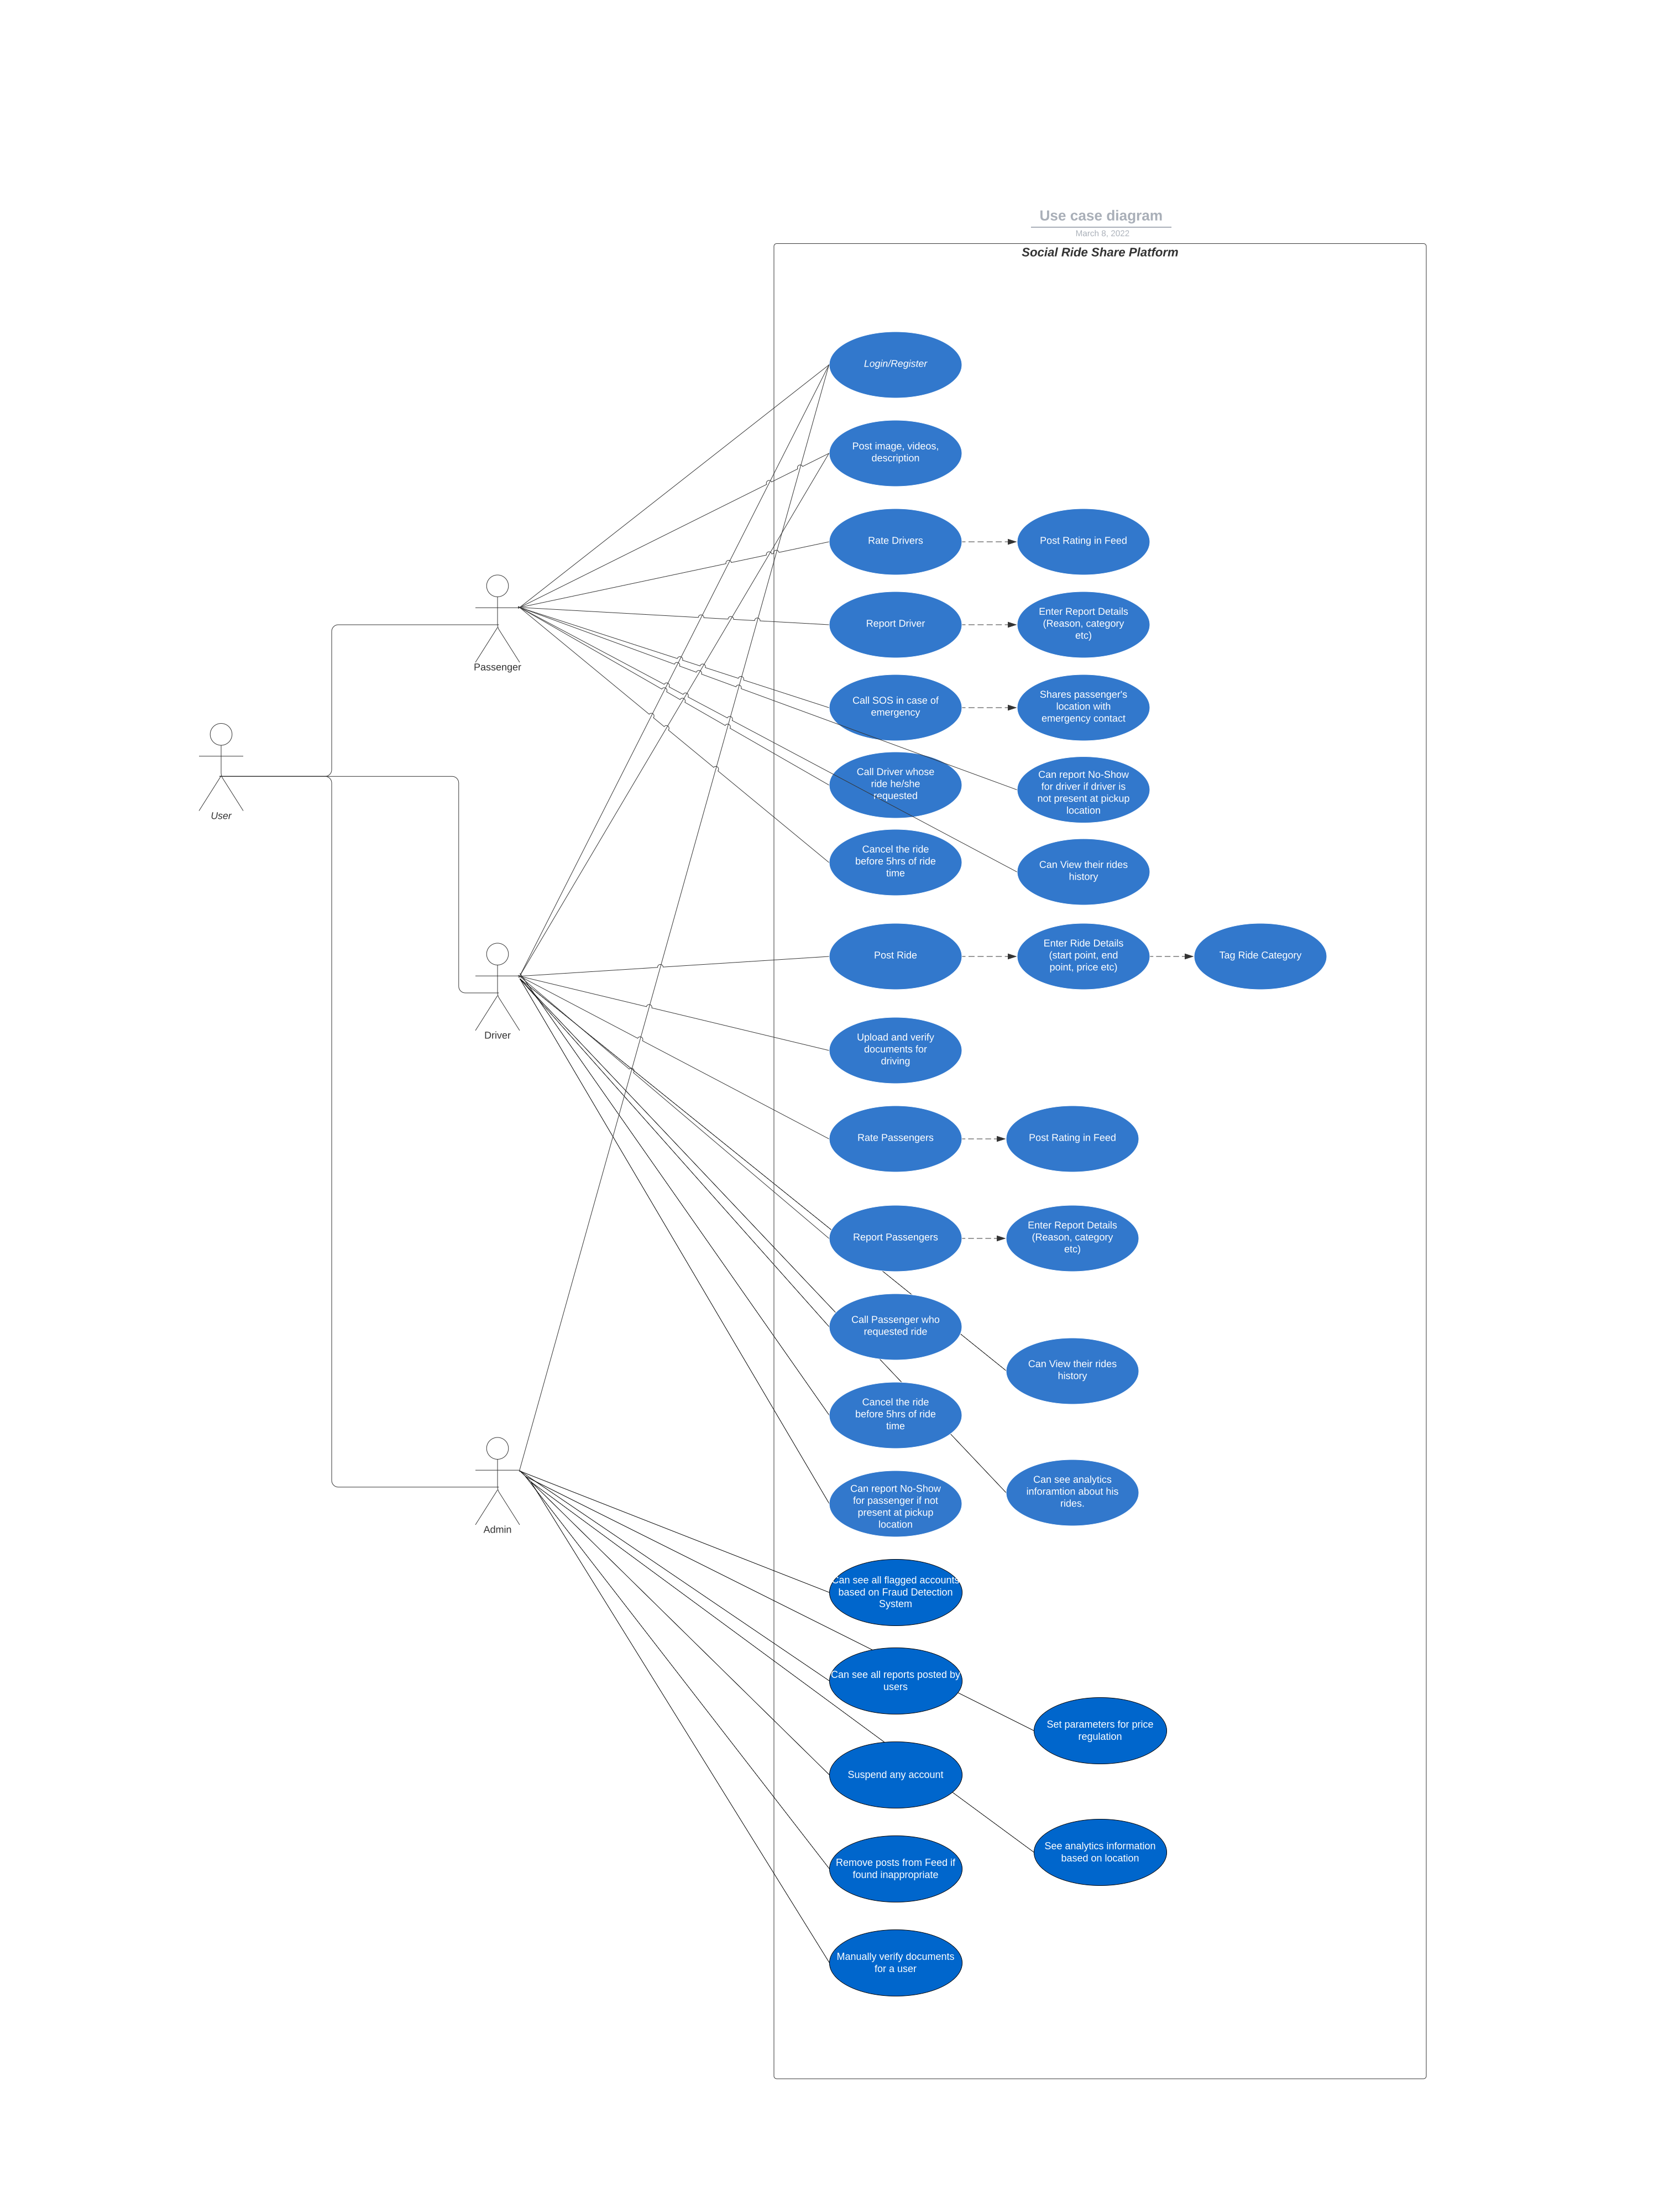 Use case diagram
March 8, 2022
Social Ride Share Platform
Login/Register
Post image, videos,
description
Rate Drivers
Post Rating in Feed
Report Driver
Enter Report Details
(Reason, category
etc)
Passenger
Call SOS in case of
emergency
Shares passenger's
location with
emergency contact
User
Call Driver whose
ride he/she
requested
Can report No-Show
for driver if driver is
not present at pickup
location
Cancel the ride
before 5hrs of ride
time
Can View their rides
history
Driver
Post Ride
Enter Ride Details
(start point, end
point, price etc)
Tag Ride Category
Upload and verify
documents for
driving
Rate Passengers
Post Rating in Feed
Report Passengers
Enter Report Details
(Reason, category
etc)
Call Passenger who
requested ride
Can View their rides
history
Cancel the ride
before 5hrs of ride
time
Can see analytics
inforamtion about his
rides.
Admin
Can report No-Show
for passenger if not
present at pickup
location
Can see all flagged accounts
based on Fraud Detection
System
Can see all reports posted by
users
Set parameters for price
regulation
Suspend any account
See analytics information
based on location
Remove posts from Feed if
found inappropriate
Manually verify documents
for a user